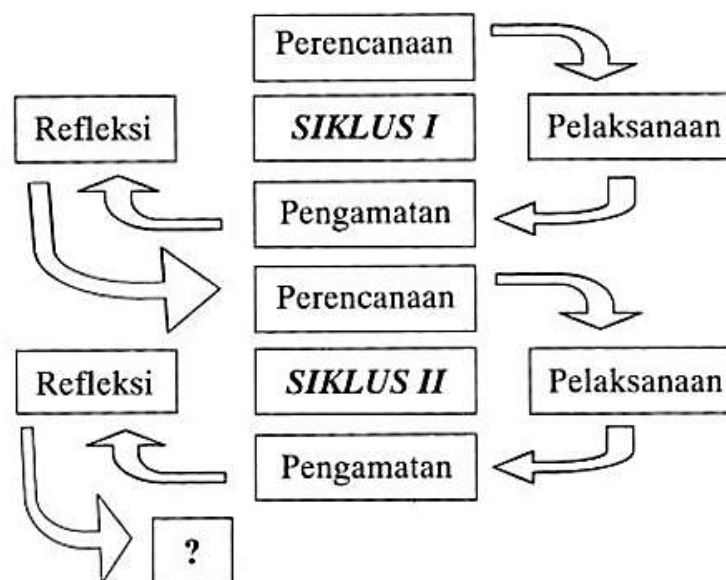 Perencanaan
Refleksi
SIKLUS I
Pelaksanaan
Pengamatan
Perencanaan
Refleksi
SIKLUS II
Pelaksanaan
Pengamatan
?